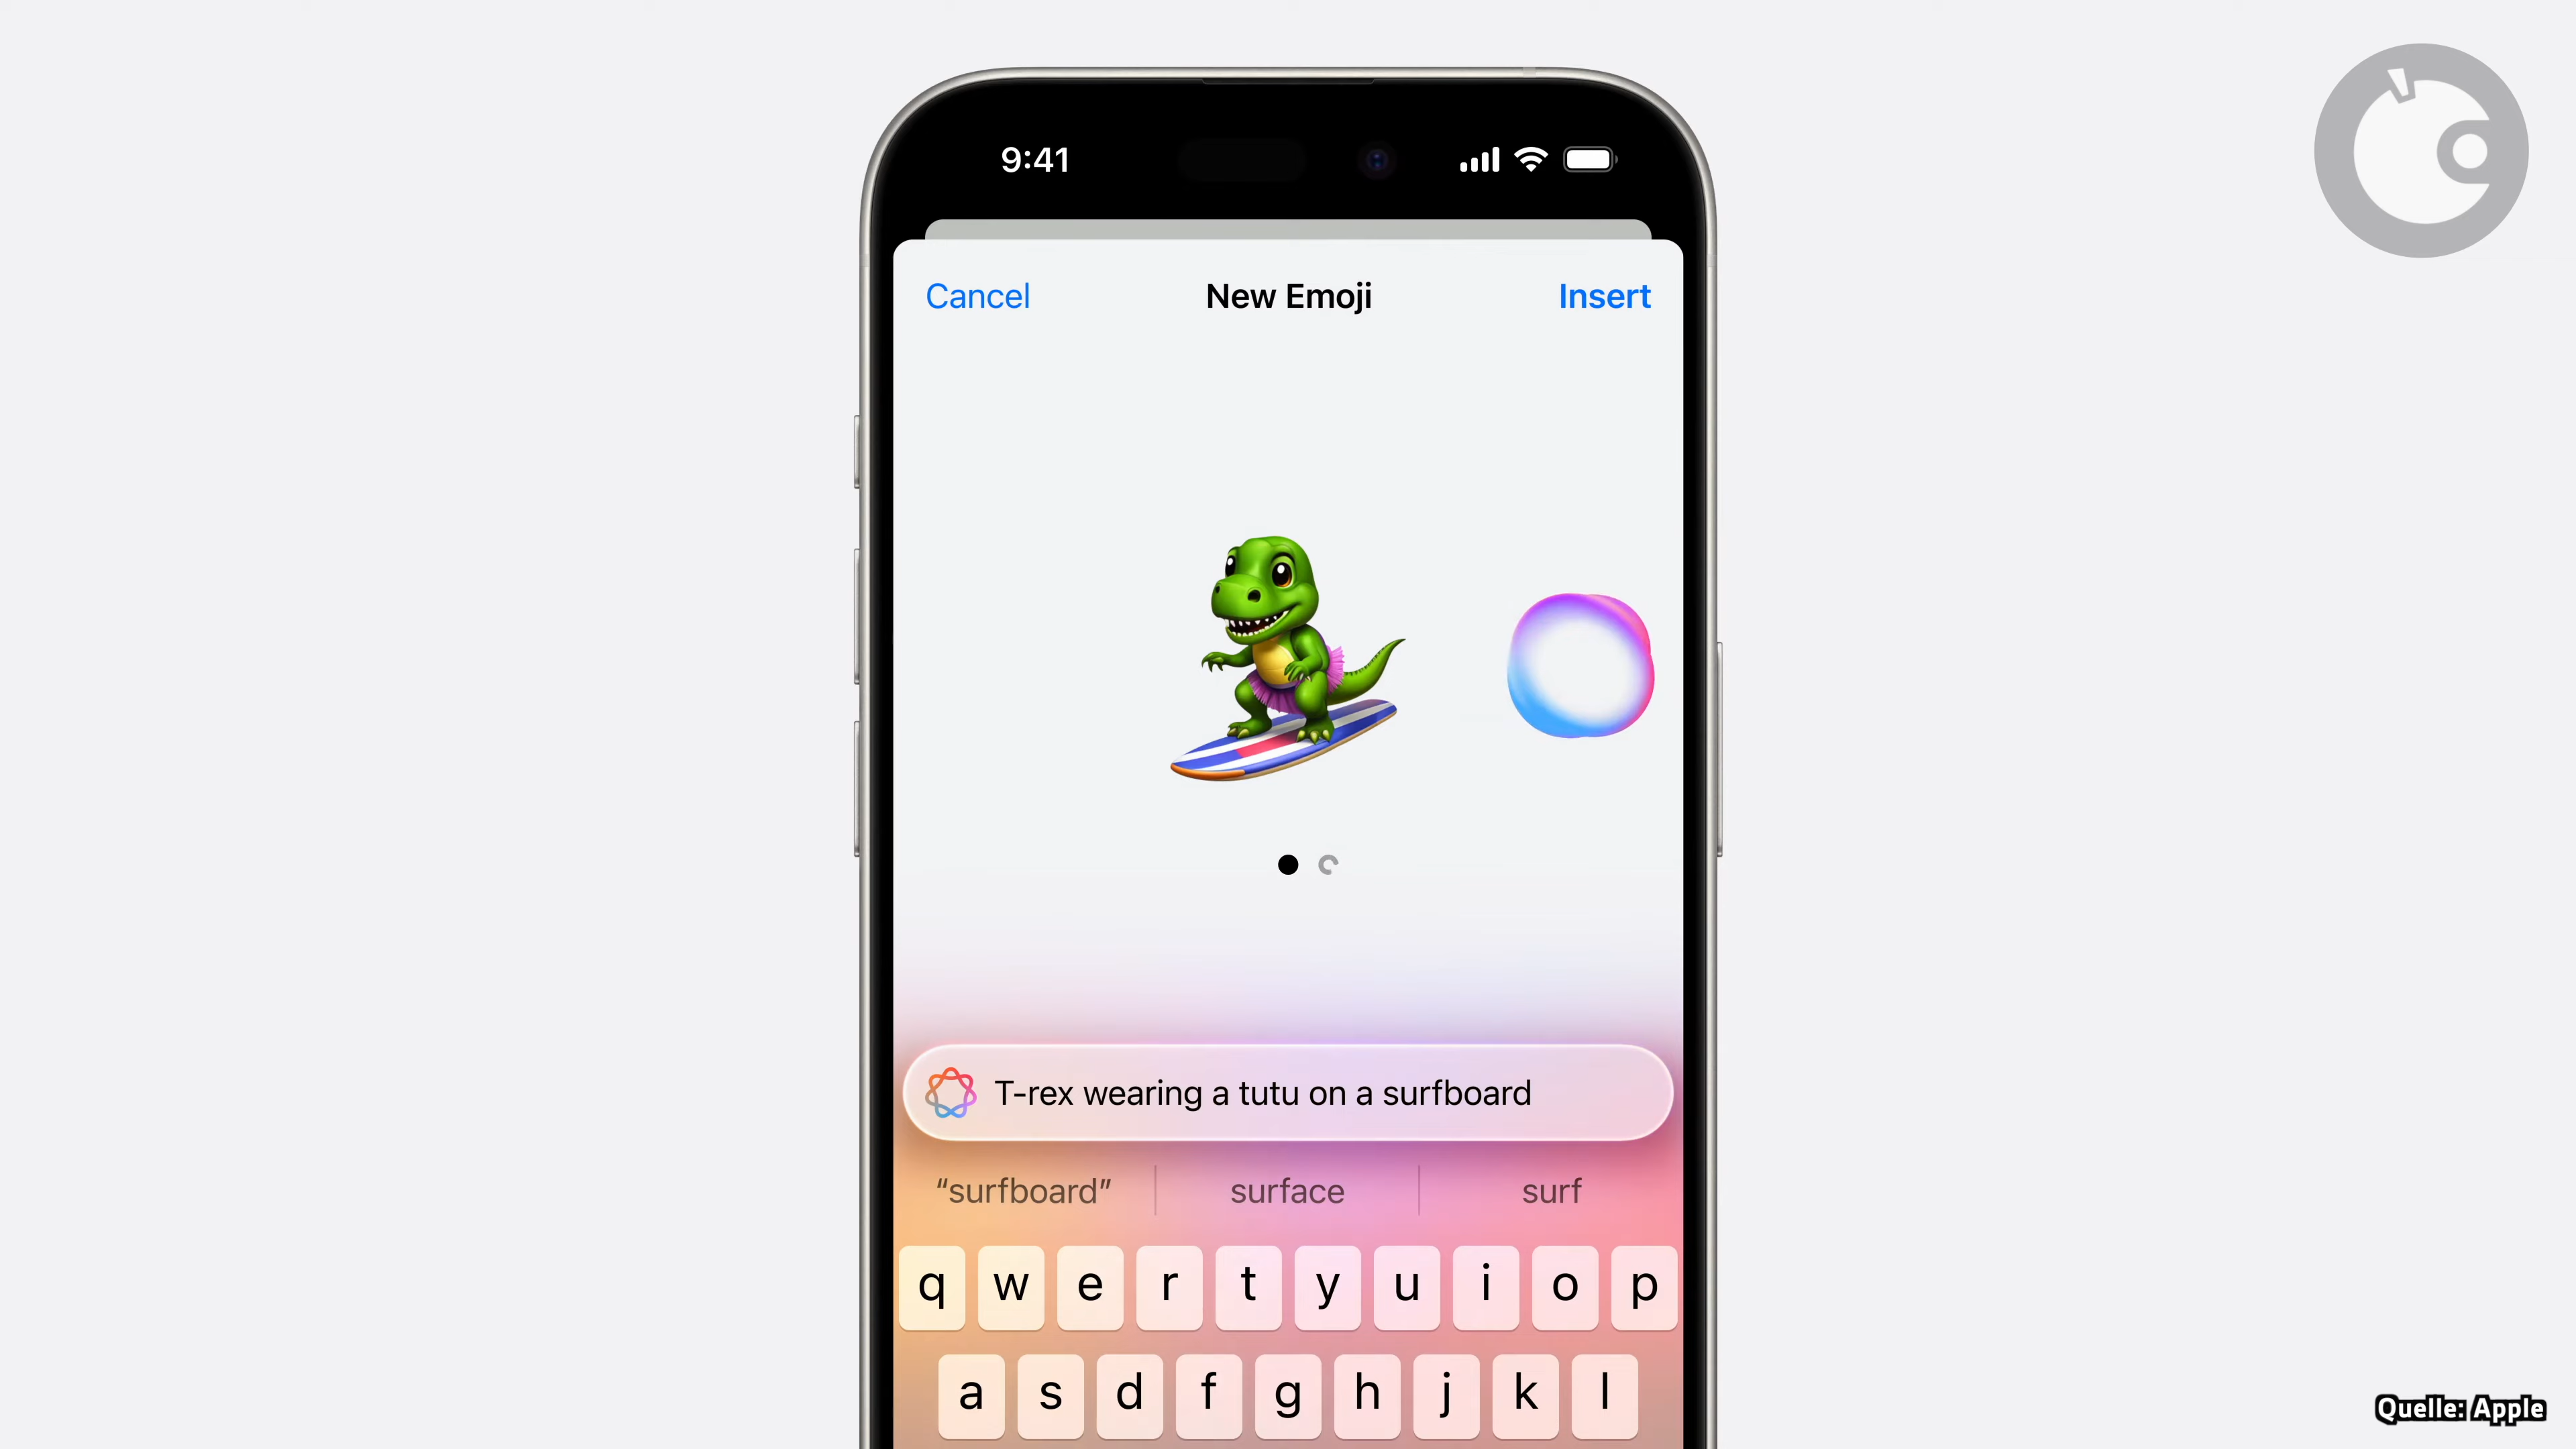 9:41
Cancel
New Emoji
Insert
T-rex wearing a tutu on a surfboard
“surfboard”
surface
surf
q w e r t y u i o p
a s d f g h j k l
Quelle: Apple